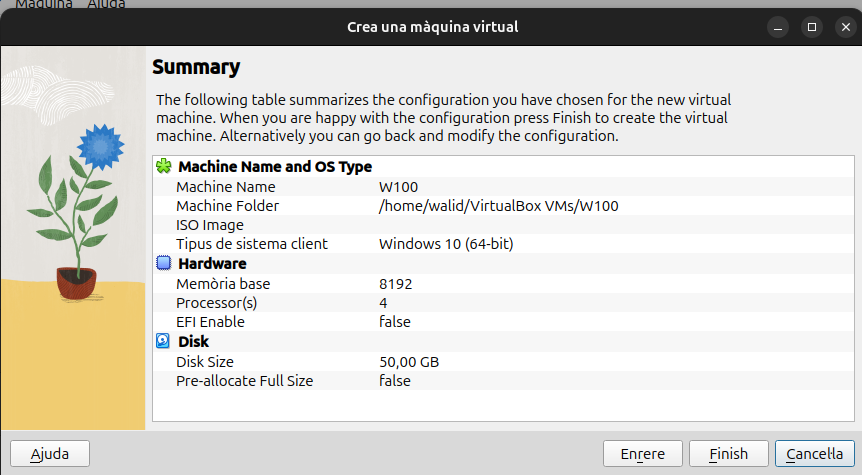 Màquina Ajuda
Crea una màquina virtual
Summary
The following table summarizes the configuration you have chosen for the new virtual
machine. When you are happy with the configuration press Finish to create the virtual
machine. Alternatively you can go back and modify the configuration.
Machine Name and OS Type
Machine Name W100
Machine Folder /home/walid/VirtualBox VMs/W100
ISO Image
Tipus de sistema client Windows 10 (64-bit)
Hardware
Memòria base 8192
Processor(s) 4
EFI Enable false
Disk
Disk Size 50,00 GB
Pre-allocate Full Size false
Ajuda Enrere Finish Cancel·la